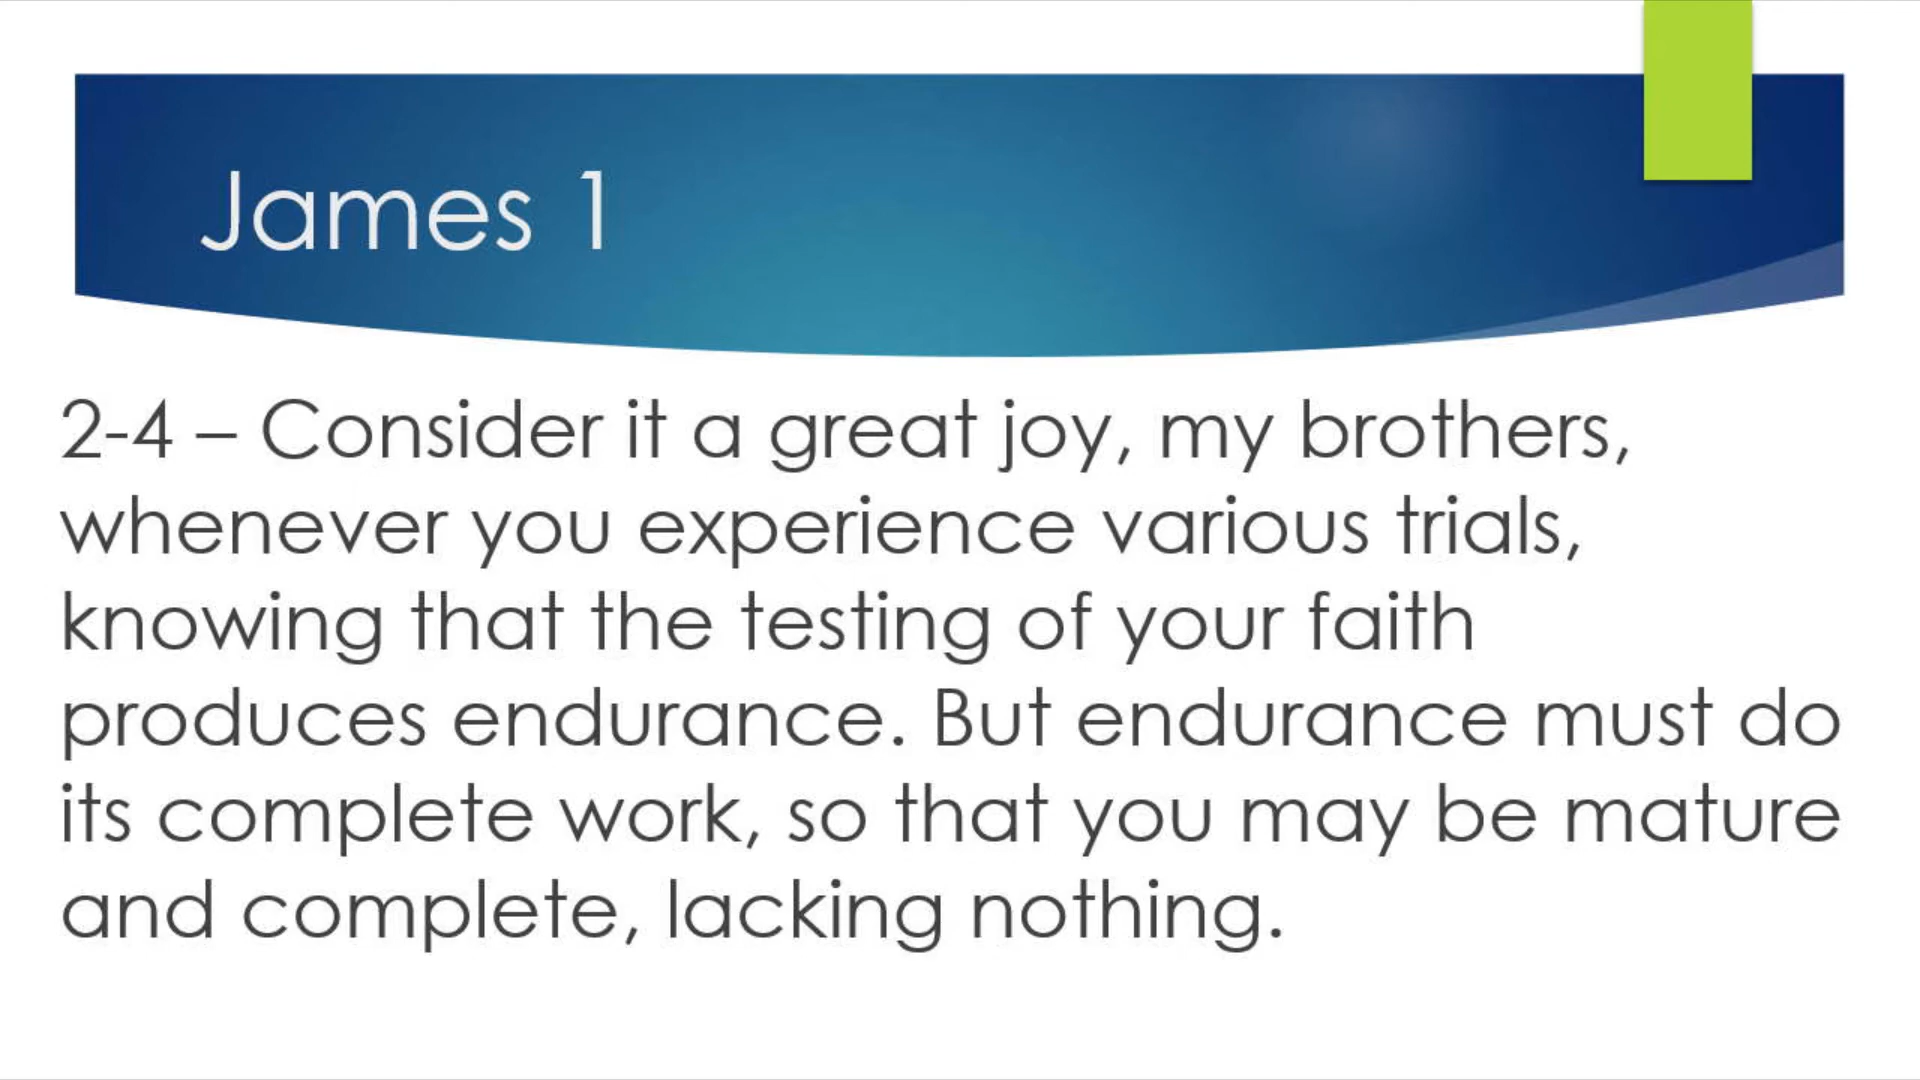 James 1
2-4 – Consider it a great joy, my brothers,
whenever you experience various trials,
knowing that the testing of your faith
produces endurance. But endurance must do
its complete work, so that you may be mature
and complete, lacking nothing.